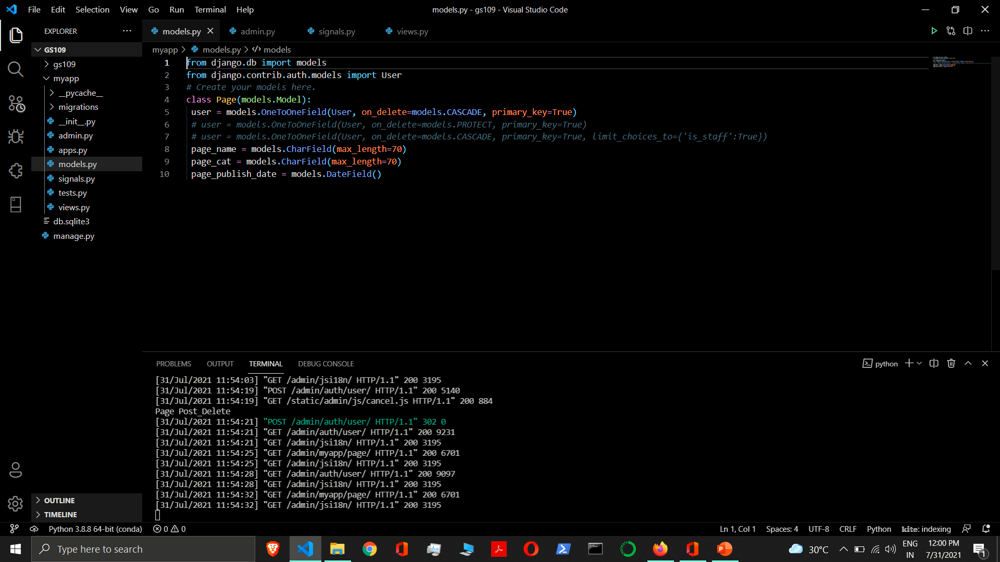 File Edit Selection View Go Run Terminal Help
models.py - gs109 - Visual Studio Code
EXPLORER
GS109
gs109
myapp
__pycache__
migrations
__init__.py
admin.py
apps.py
models.py
signals.py
tests.py
views.py
db.sqlite3
manage.py
OUTLINE
TIMELINE
models.py admin.py signals.py views.py
myapp > models.py > models
1 from django.db import models
2 from django.contrib.auth.models import User
3 # Create your models here.
4 class Page(models.Model):
5 user = models.OneToOneField(User, on_delete=models.CASCADE, primary_key=True)
6 # user = models.OneToOneField(User, on_delete=models.PROTECT, primary_key=True)
7 # user = models.OneToOneField(User, on_delete=models.CASCADE, primary_key=True, limit_choices_to={'is_staff':True})
8 page_name = models.CharField(max_length=70)
9 page_cat = models.CharField(max_length=70)
10 page_publish_date = models.DateField()
PROBLEMS OUTPUT TERMINAL DEBUG CONSOLE
python
[31/Jul/2021 11:54:03] "GET /admin/jsi18n/ HTTP/1.1" 200 3195
[31/Jul/2021 11:54:19] "POST /admin/auth/user/ HTTP/1.1" 200 5140
[31/Jul/2021 11:54:19] "GET /static/admin/js/cancel.js HTTP/1.1" 200 884
Page Post_Delete
[31/Jul/2021 11:54:21] "POST /admin/auth/user/ HTTP/1.1" 302 0
[31/Jul/2021 11:54:21] "GET /admin/auth/user/ HTTP/1.1" 200 9231
[31/Jul/2021 11:54:21] "GET /admin/jsi18n/ HTTP/1.1" 200 3195
[31/Jul/2021 11:54:25] "GET /admin/myapp/page/ HTTP/1.1" 200 6701
[31/Jul/2021 11:54:25] "GET /admin/jsi18n/ HTTP/1.1" 200 3195
[31/Jul/2021 11:54:28] "GET /admin/auth/user/ HTTP/1.1" 200 9097
[31/Jul/2021 11:54:28] "GET /admin/jsi18n/ HTTP/1.1" 200 3195
[31/Jul/2021 11:54:32] "GET /admin/myapp/page/ HTTP/1.1" 200 6701
[31/Jul/2021 11:54:32] "GET /admin/jsi18n/ HTTP/1.1" 200 3195
Python 3.8.8 64-bit (conda) 0 0
Ln 1, Col 1 Spaces: 4 UTF-8 CRLF Python kite: indexing
Type here to search
30°C
ENG
IN
12:00 PM
7/31/2021
1